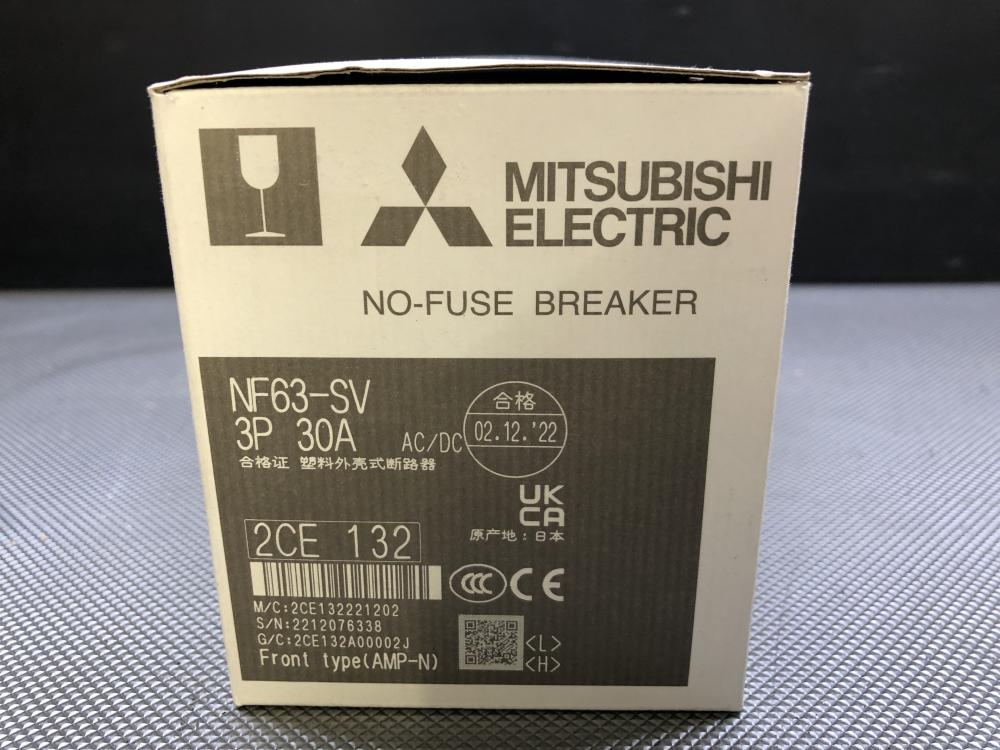 MITSUBISHI
ELECTRIC
NO-FUSE BREAKER
NF63-SV
3P 30A AC/DC
合格
02.12.'22
合格证 塑料外壳式断路器
UK
CA
原产地:日本
2CE 132
CCC CE
M/C:2CE132221202
S/N:2212076338
G/C:2CE132A00002J
Front type(AMP-N)
<L>
<H>